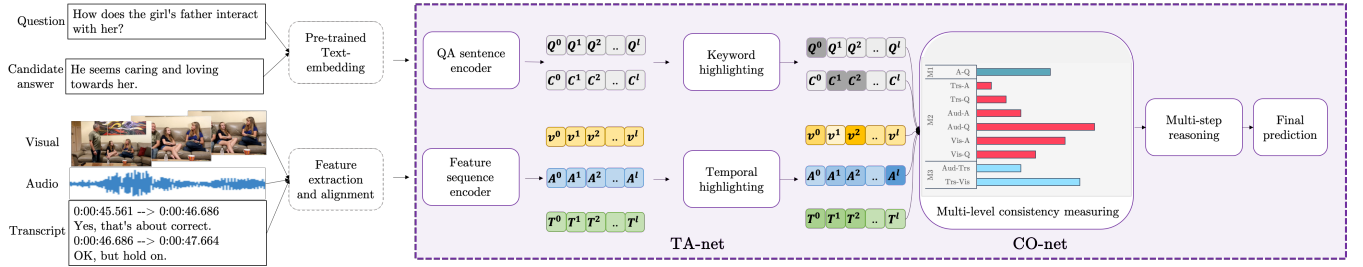 Question
How does the girl's father interact
with her?
Candidate
answer
He seems caring and loving
towards her.
Visual
Audio
Transcript
0:00:45.561 --> 0:00:46.686
Yes, that's about correct.
0:00:46.686 --> 0:00:47.664
OK, but hold on.
Pre-trained
Text-
embedding
Feature
extraction
and alignment
QA sentence
encoder
Feature
sequence
encoder
Q⁰ Q¹ Q² .. Qˡ
C⁰ C¹ C² .. Cˡ
v⁰ v¹ v² .. vˡ
A⁰ A¹ A² .. Aˡ
T⁰ T¹ T² .. Tˡ
Keyword
highlighting
Temporal
highlighting
TA-net
Q⁰ Q¹ Q² .. Qˡ
C⁰ C¹ C² .. Cˡ
v⁰ v¹ v² .. vˡ
A⁰ A¹ A² .. Aˡ
T⁰ T¹ T² .. Tˡ
M1
A-Q
M2
Trs-A
Trs-Q
Aud-A
Aud-Q
Vis-A
Vis-Q
M3
Aud-Trs
Trs-Vis
Multi-level consistency measuring
CO-net
Multi-step
reasoning
Final
prediction